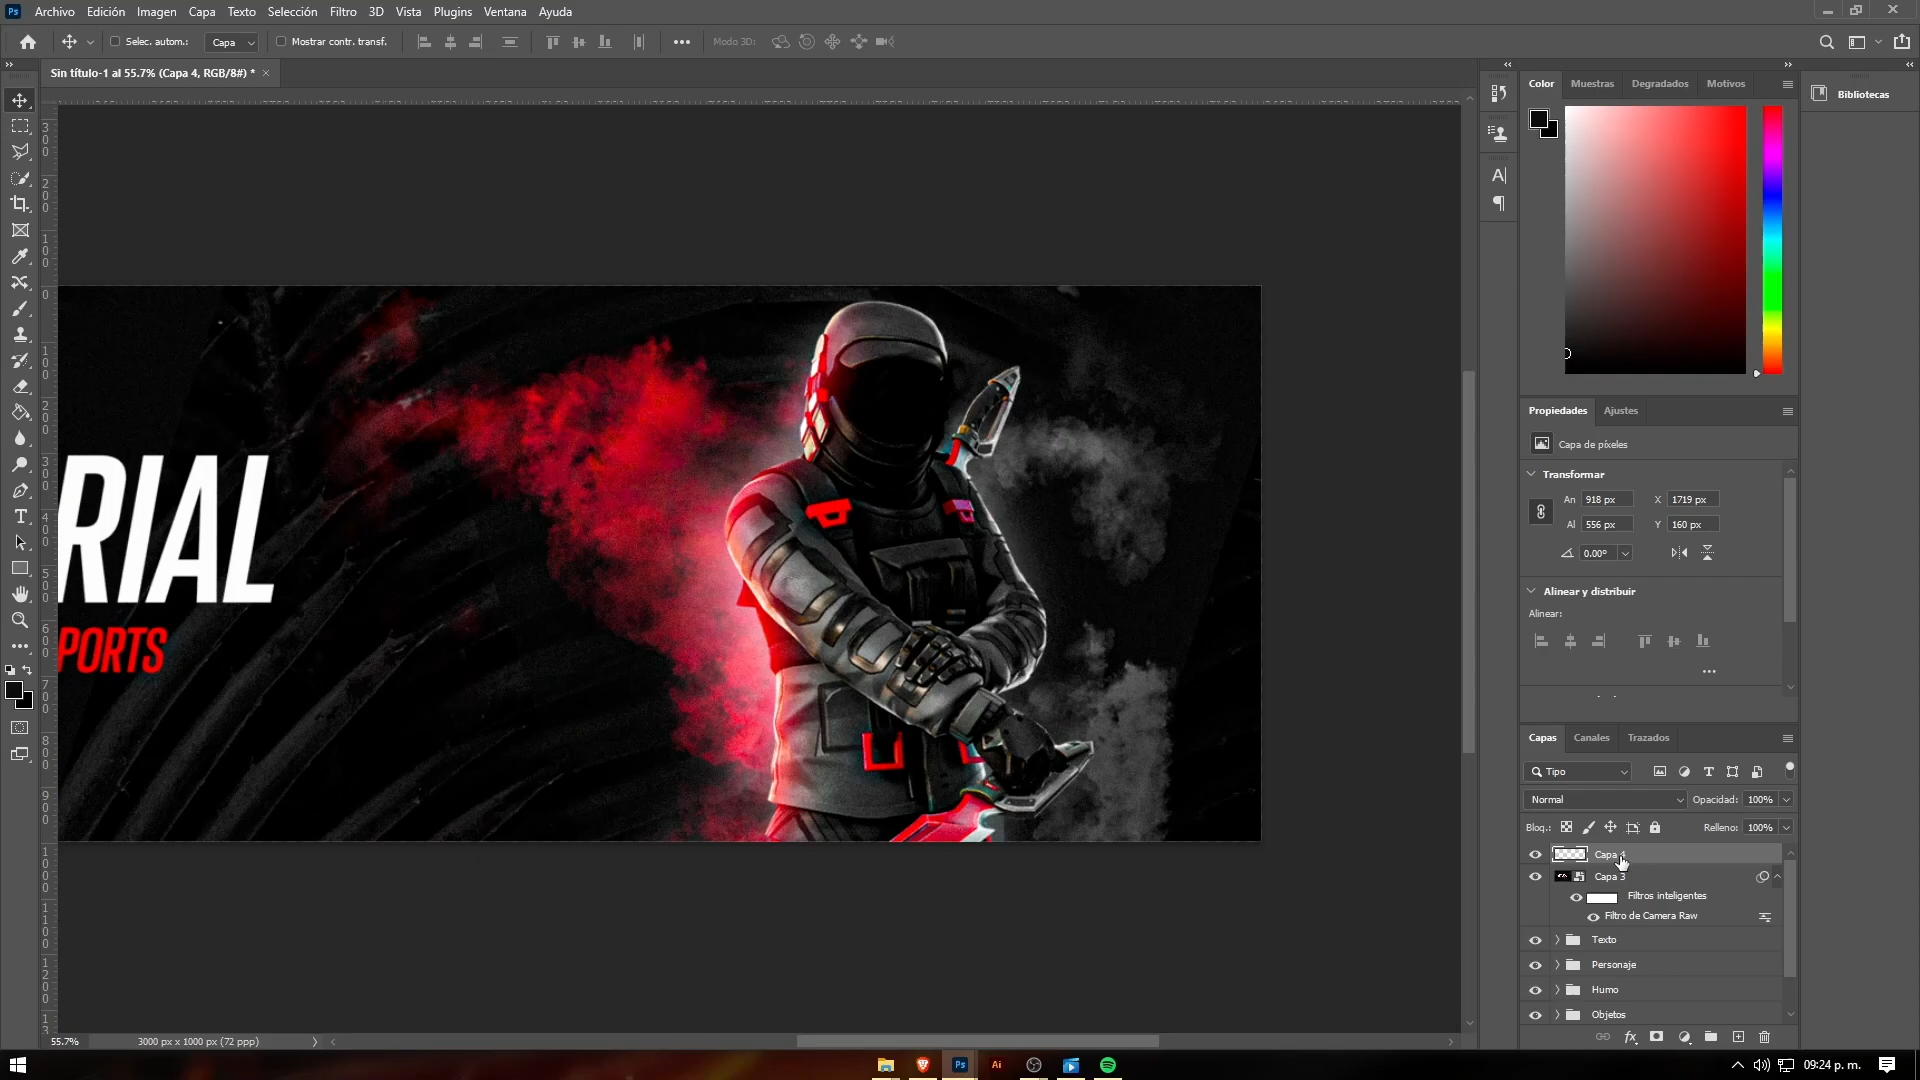 Archivo Edición Imagen Capa Texto Selección Filtro 3D Vista Plugins Ventana Ayuda
Selec. autom.: Capa Mostrar contr. transf. Modo 3D:
Sin título-1 al 55.7% (Capa 4, RGB/8#) *
Color Muestras Degradados Motivos
Bibliotecas
RIAL
PORTS
Propiedades Ajustes
Capa de píxeles
Transformar
An 918 px X 1719 px
Al 556 px Y 160 px
0.00º
Alinear y distribuir
Alinear:
Capas Canales Trazados
Tipo
Normal Opacidad: 100%
Bloq.: Relleno: 100%
Capa 4
Capa 3
Filtros inteligentes
Filtro de Camera Raw
Texto
Personaje
Humo
Objetos
55.7% 3000 px x 1000 px (72 ppp)
09:24 p. m.